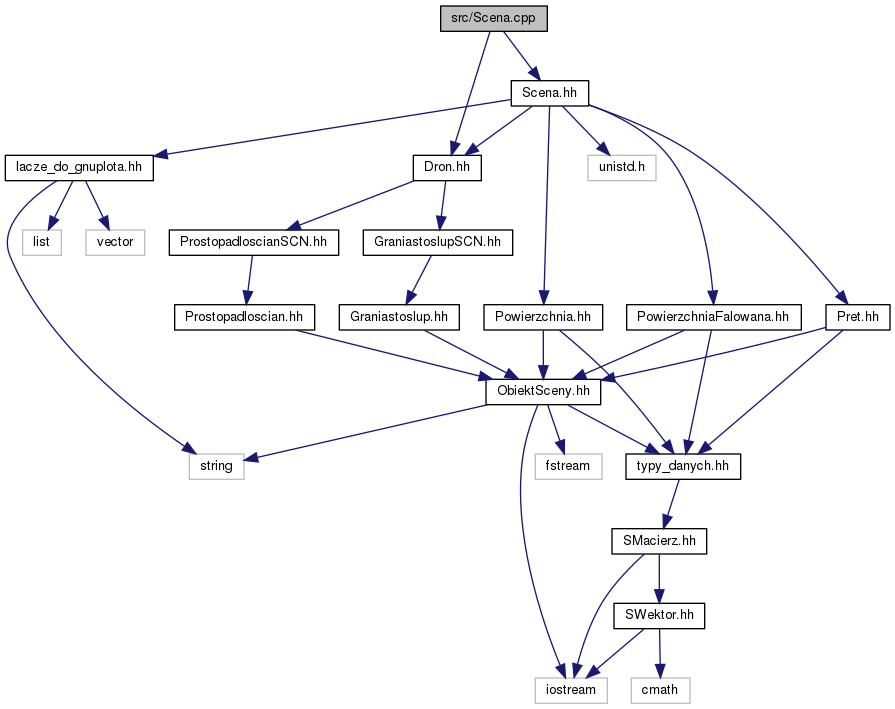 src/Scena.cpp
Scena.hh
lacze_do_gnuplota.hh
Dron.hh
unistd.h
list
vector
ProstopadloscianSCN.hh
GraniastoslupSCN.hh
Prostopadloscian.hh
Graniastoslup.hh
Powierzchnia.hh
PowierzchniaFalowana.hh
Pret.hh
ObiektSceny.hh
string
fstream
typy_danych.hh
SMacierz.hh
SWektor.hh
iostream
cmath